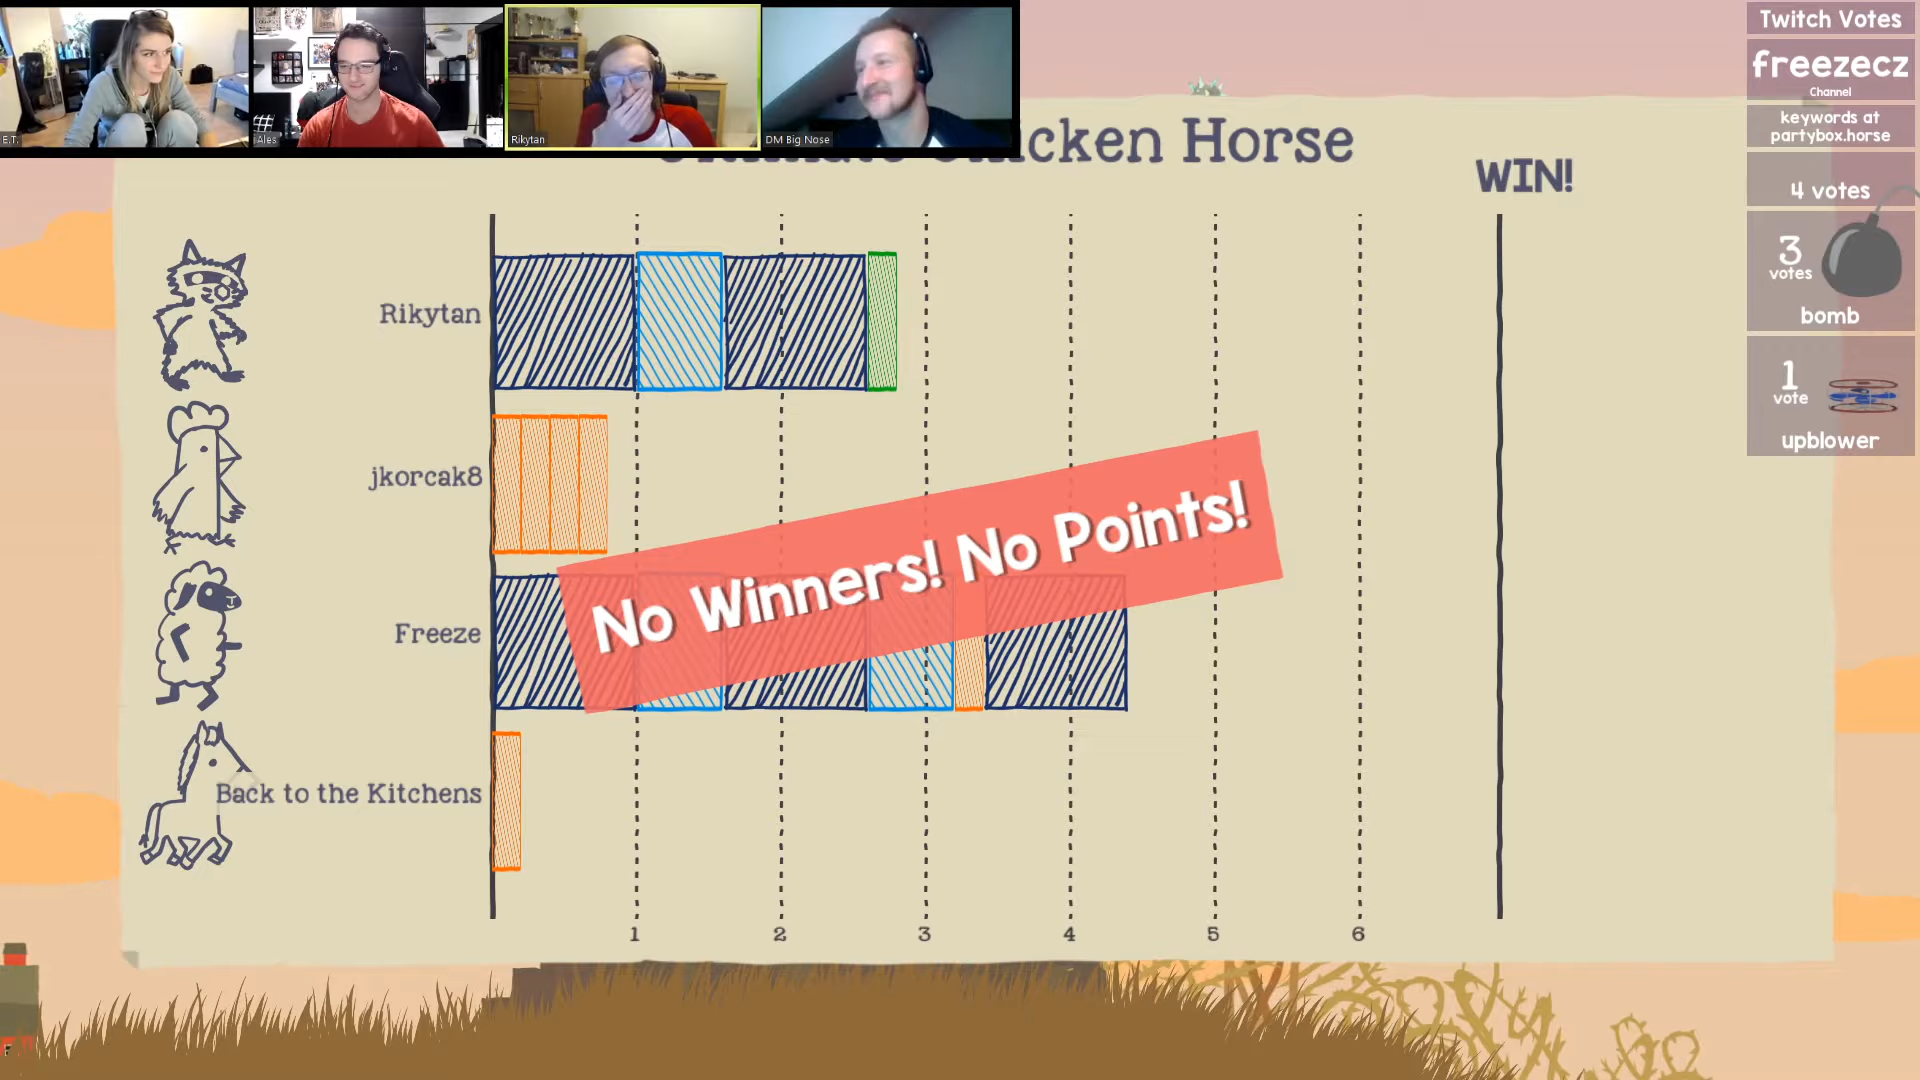 E.T.
Ales
Rikytan
DM Big Nose
Chicken Horse
WIN!
Twitch Votes
freezecz
Channel
keywords at
partybox.horse
4 votes
3
votes
bomb
1
vote
upblower
Rikytan
jkorcak8
Freeze
Back to the Kitchens
No Winners! No Points!
1
2
3
4
5
6